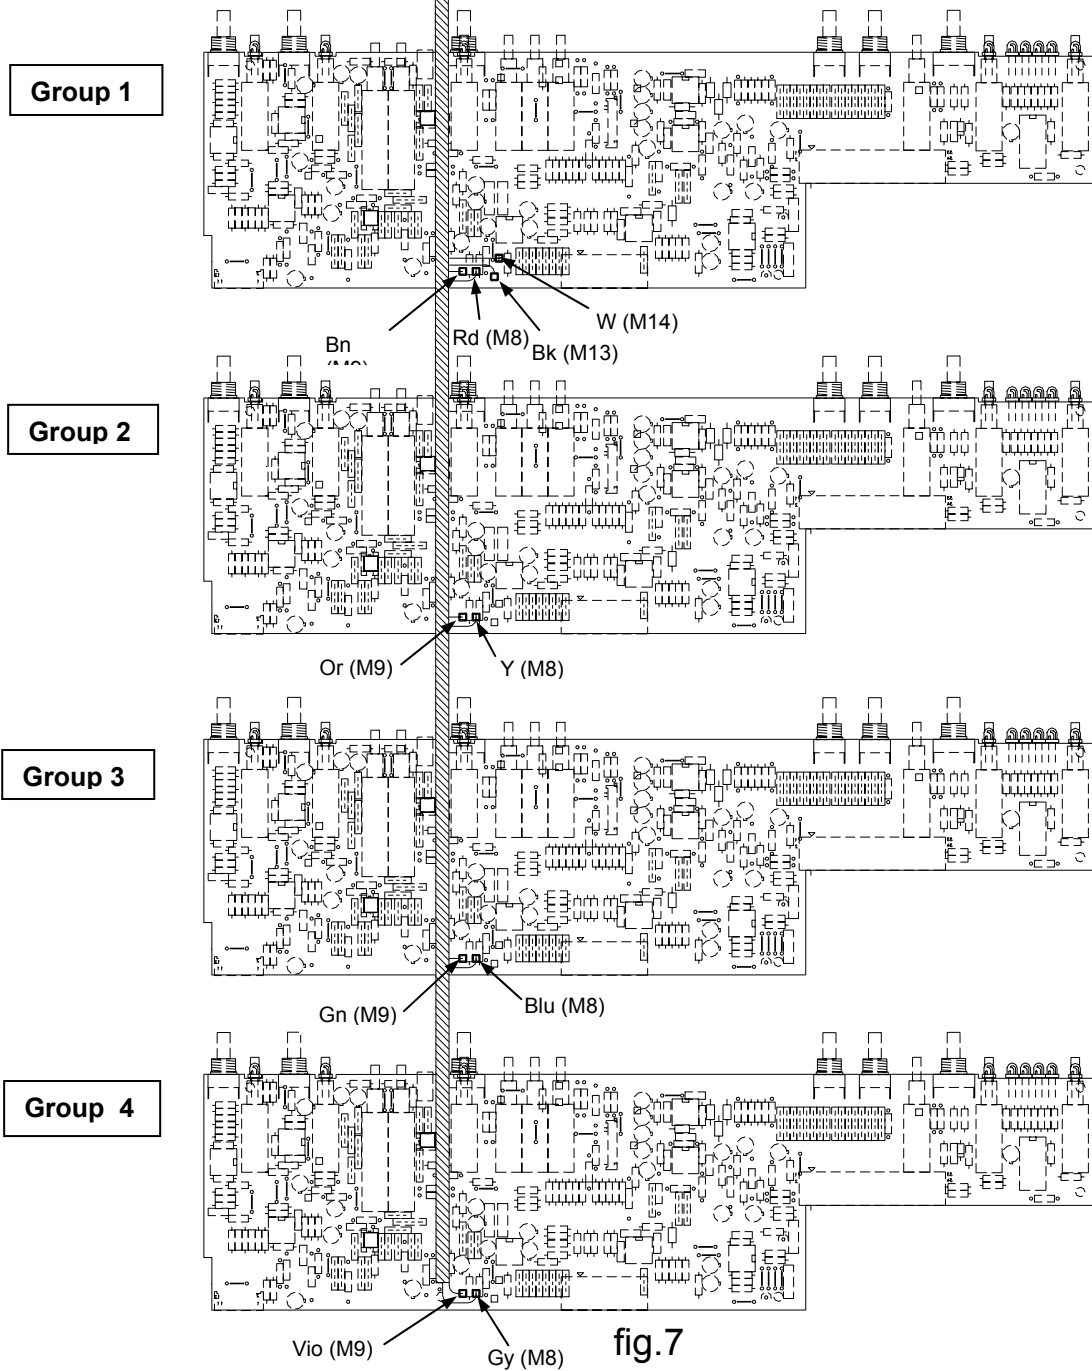 Group 1
W (M14)
Rd (M8)
Bk (M13)
Bn
Group 2
Or (M9)
Y (M8)
Group 3
Gn (M9)
Blu (M8)
Group 4
Vio (M9)
Gy (M8)
fig.7